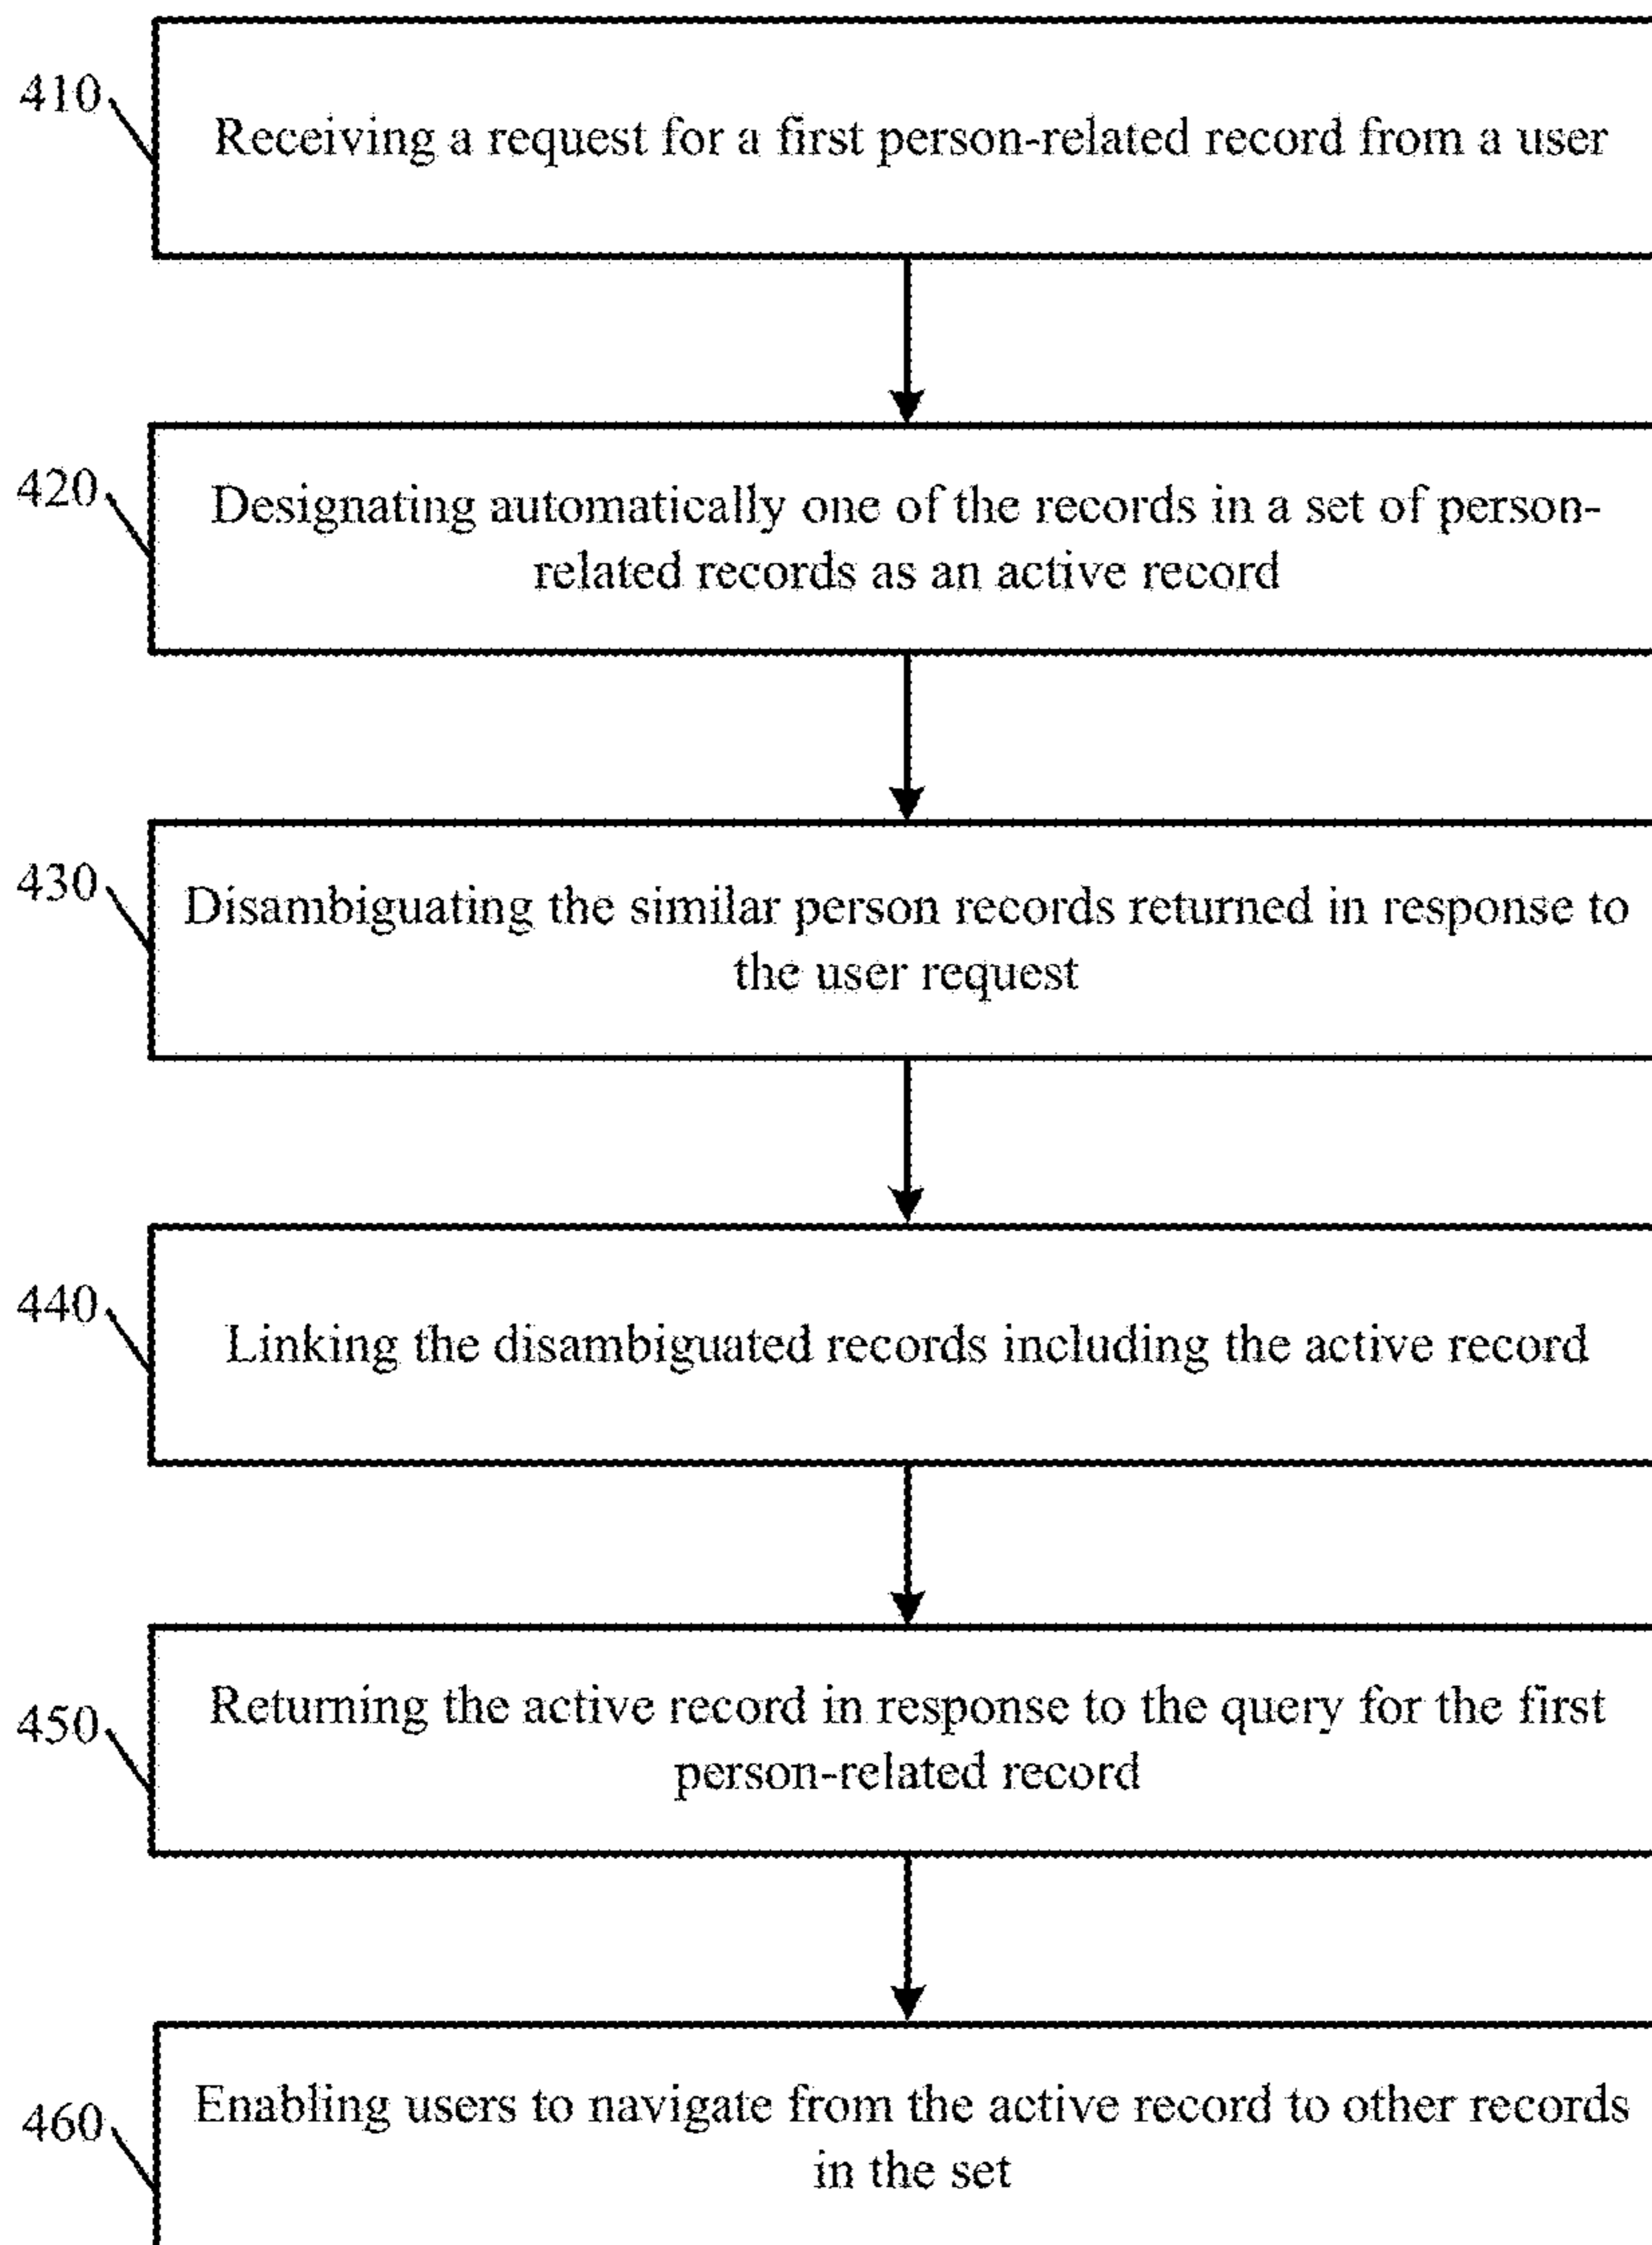 410
Receiving a request for a first person-related record from a user
420
Designating automatically one of the records in a set of person-
related records as an active record
430
Disambiguating the similar person records returned in response to
the user request
440
Linking the disambiguated records including the active record
450
Returning the active record in response to the query for the first
person-related record
460
Enabling users to navigate from the active record to other records
in the set